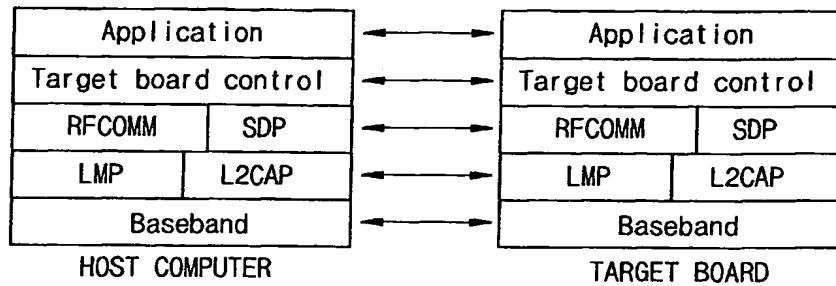 Application
Target board control
RFCOMM SDP
LMP L2CAP
Baseband
HOST COMPUTER
Application
Target board control
RFCOMM SDP
LMP L2CAP
Baseband
TARGET BOARD